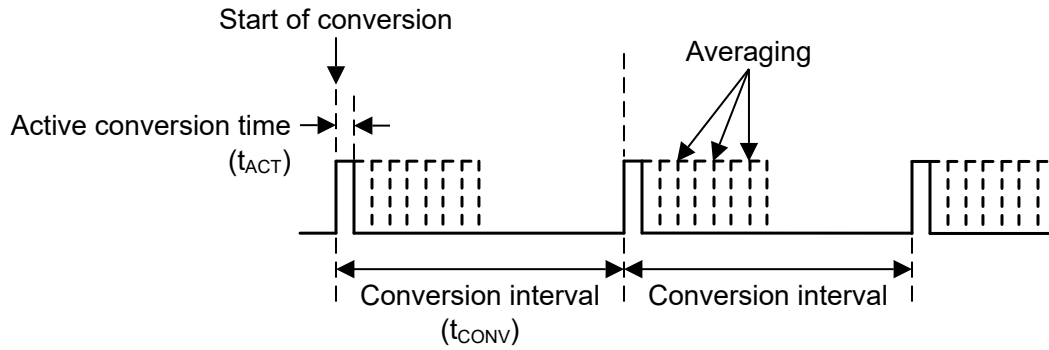 Start of conversion
Averaging
Active conversion time
(tACT)
Conversion interval
(tCONV)
Conversion interval